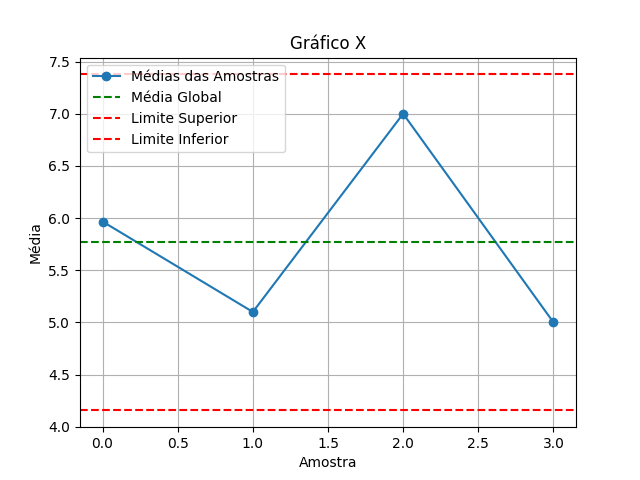 Gráfico X
7.5
7.0
6.5
6.0
5.5
5.0
4.5
4.0
Média
Médias das Amostras
Média Global
Limite Superior
Limite Inferior
0.0 0.5 1.0 1.5 2.0 2.5 3.0
Amostra